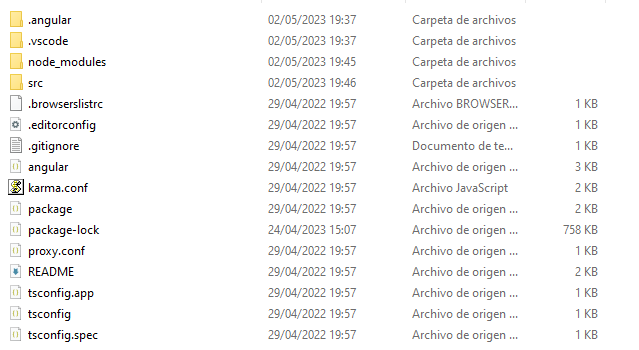 .angular 02/05/2023 19:37 Carpeta de archivos
.vscode 02/05/2023 19:37 Carpeta de archivos
node_modules 02/05/2023 19:45 Carpeta de archivos
src 02/05/2023 19:46 Carpeta de archivos
.browserslistrc 29/04/2022 19:57 Archivo BROWSER... 1 KB
.editorconfig 29/04/2022 19:57 Archivo de origen ... 1 KB
.gitignore 29/04/2022 19:57 Documento de te... 1 KB
angular 29/04/2022 19:57 Archivo de origen ... 3 KB
karma.conf 29/04/2022 19:57 Archivo JavaScript 2 KB
package 29/04/2022 19:57 Archivo de origen ... 2 KB
package-lock 24/04/2023 15:07 Archivo de origen ... 758 KB
proxy.conf 29/04/2022 19:57 Archivo de origen ... 1 KB
README 29/04/2022 19:57 Archivo de origen ... 2 KB
tsconfig.app 29/04/2022 19:57 Archivo de origen ... 1 KB
tsconfig 29/04/2022 19:57 Archivo de origen ... 1 KB
tsconfig.spec 29/04/2022 19:57 Archivo de origen ... 1 KB